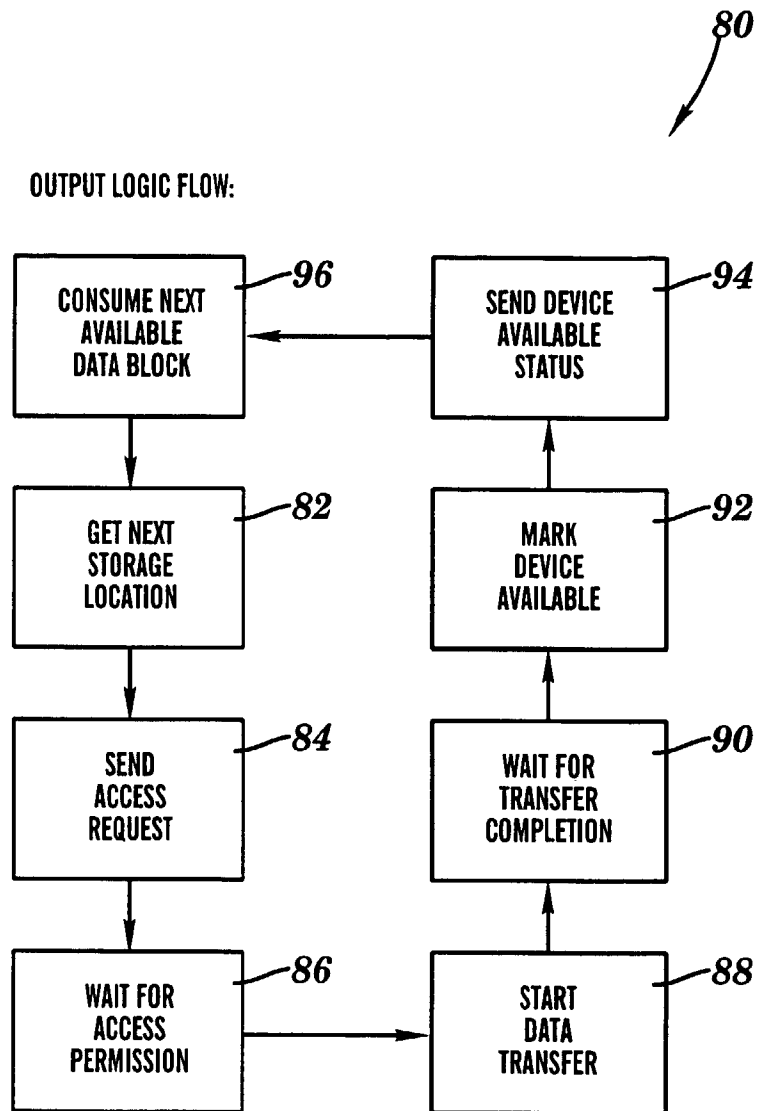 80
OUTPUT LOGIC FLOW:
96
CONSUME NEXT
AVAILABLE
DATA BLOCK
94
SEND DEVICE
AVAILABLE
STATUS
82
GET NEXT
STORAGE
LOCATION
92
MARK
DEVICE
AVAILABLE
84
SEND
ACCESS
REQUEST
90
WAIT FOR
TRANSFER
COMPLETION
86
WAIT FOR
ACCESS
PERMISSION
88
START
DATA
TRANSFER